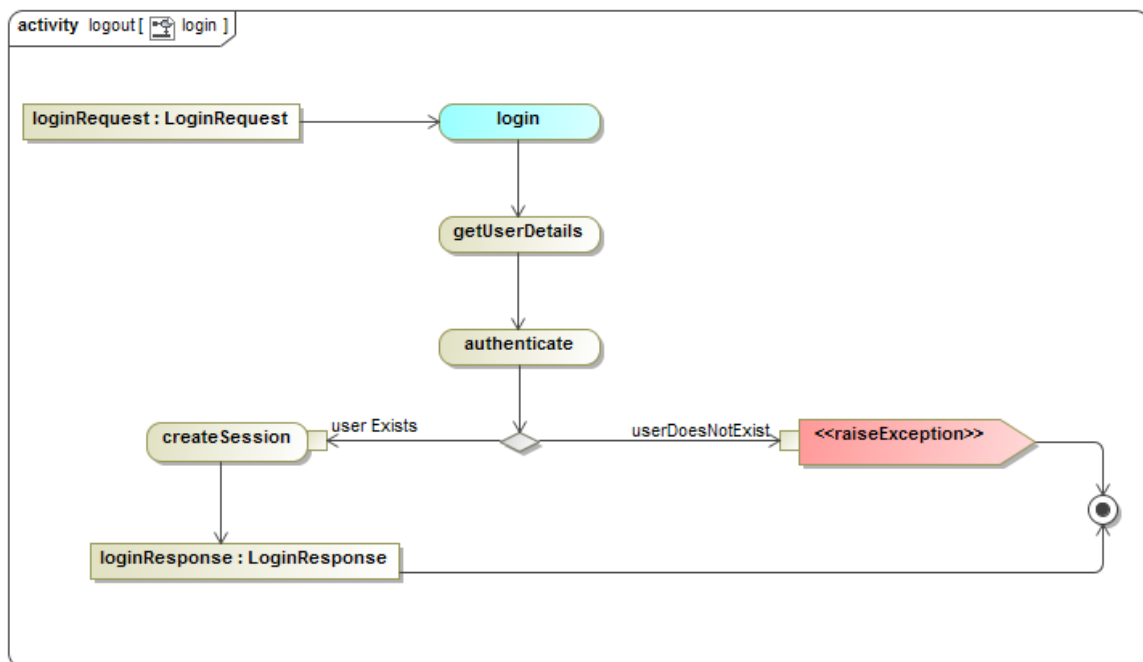 activity logout [ login ]
loginRequest : LoginRequest
login
getUserDetails
authenticate
createSession
user Exists
userDoesNotExist
<<raiseException>>
loginResponse : LoginResponse